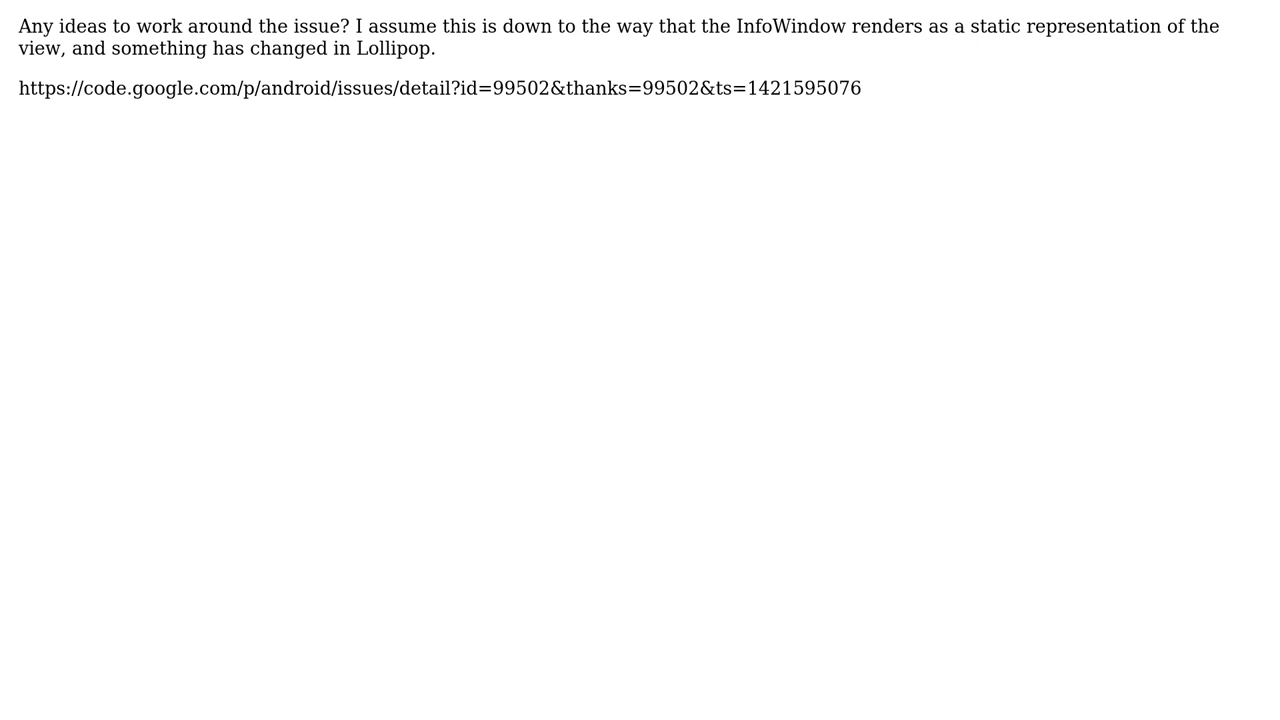 Any ideas to work around the issue? I assume this is down to the way that the InfoWindow renders as a static representation of the
view, and something has changed in Lollipop.
https://code.google.com/p/android/issues/detail?id=99502&thanks=99502&ts=1421595076